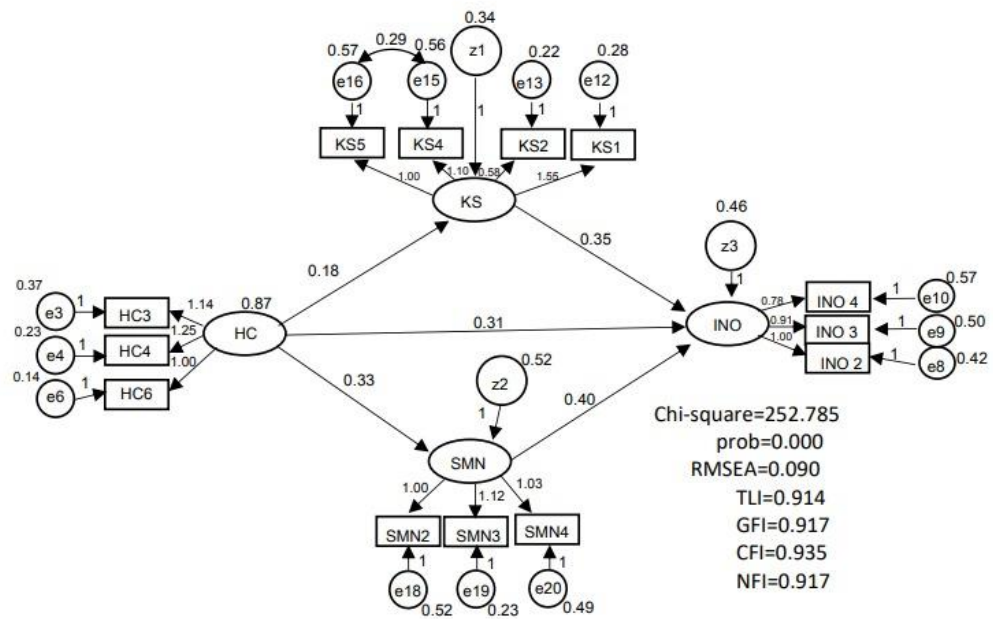 0.34
0.57
0.29
0.56
z1
0.22
0.28
e16
e15
e13
e12
1
1
1
1
1
KS5
KS4
KS2
KS1
1.00
1.10
0.58
1.55
KS
0.46
0.35
z3
0.18
1
0.37
0.57
e3
1
HC3
1.14
0.87
0.78
INO 4
1
e10
0.23
1.25
HC
0.31
INO
0.91
INO 3
1
e9
0.50
e4
1
HC4
1.00
1.00
INO 2
1
e8
0.42
0.14
e6
1
HC6
0.33
z2
0.52
0.40
1
SMN
1.00
1.12
1.03
SMN2
SMN3
SMN4
1
1
1
e18
e19
e20
0.52
0.23
0.49
Chi-square=252.785
prob=0.000
RMSEA=0.090
TLI=0.914
GFI=0.917
CFI=0.935
NFI=0.917